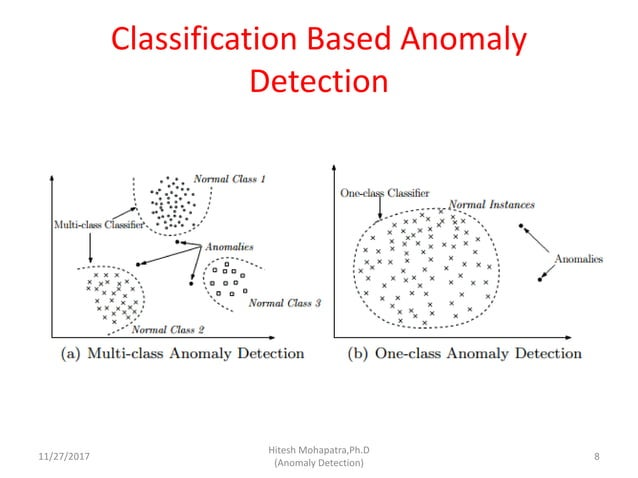 Classification Based Anomaly
Detection
Normal Class 1
Multi-class Classifier
Anomalies
Normal Class 3
Normal Class 2
(a) Multi-class Anomaly Detection
One-class Classifier
Normal Instances
Anomalies
(b) One-class Anomaly Detection
11/27/2017
Hitesh Mohapatra,Ph.D
(Anomaly Detection)
8